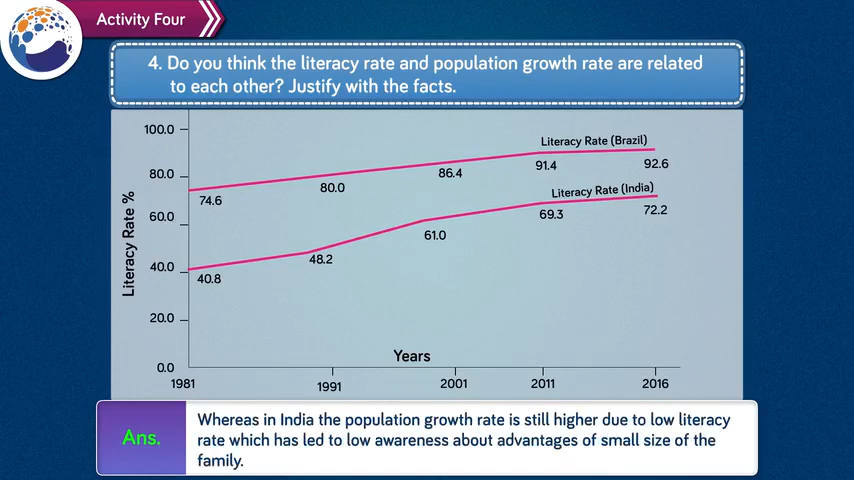 Activity Four
4. Do you think the literacy rate and population growth rate are related
to each other? Justify with the facts.
100.0
80.0
60.0
40.0
20.0
0.0
Literacy Rate %
Literacy Rate (Brazil)
74.6
80.0
86.4
91.4
92.6
Literacy Rate (India)
40.8
48.2
61.0
69.3
72.2
Years
1981
1991
2001
2011
2016
Ans.
Whereas in India the population growth rate is still higher due to low literacy
rate which has led to low awareness about advantages of small size of the
family.